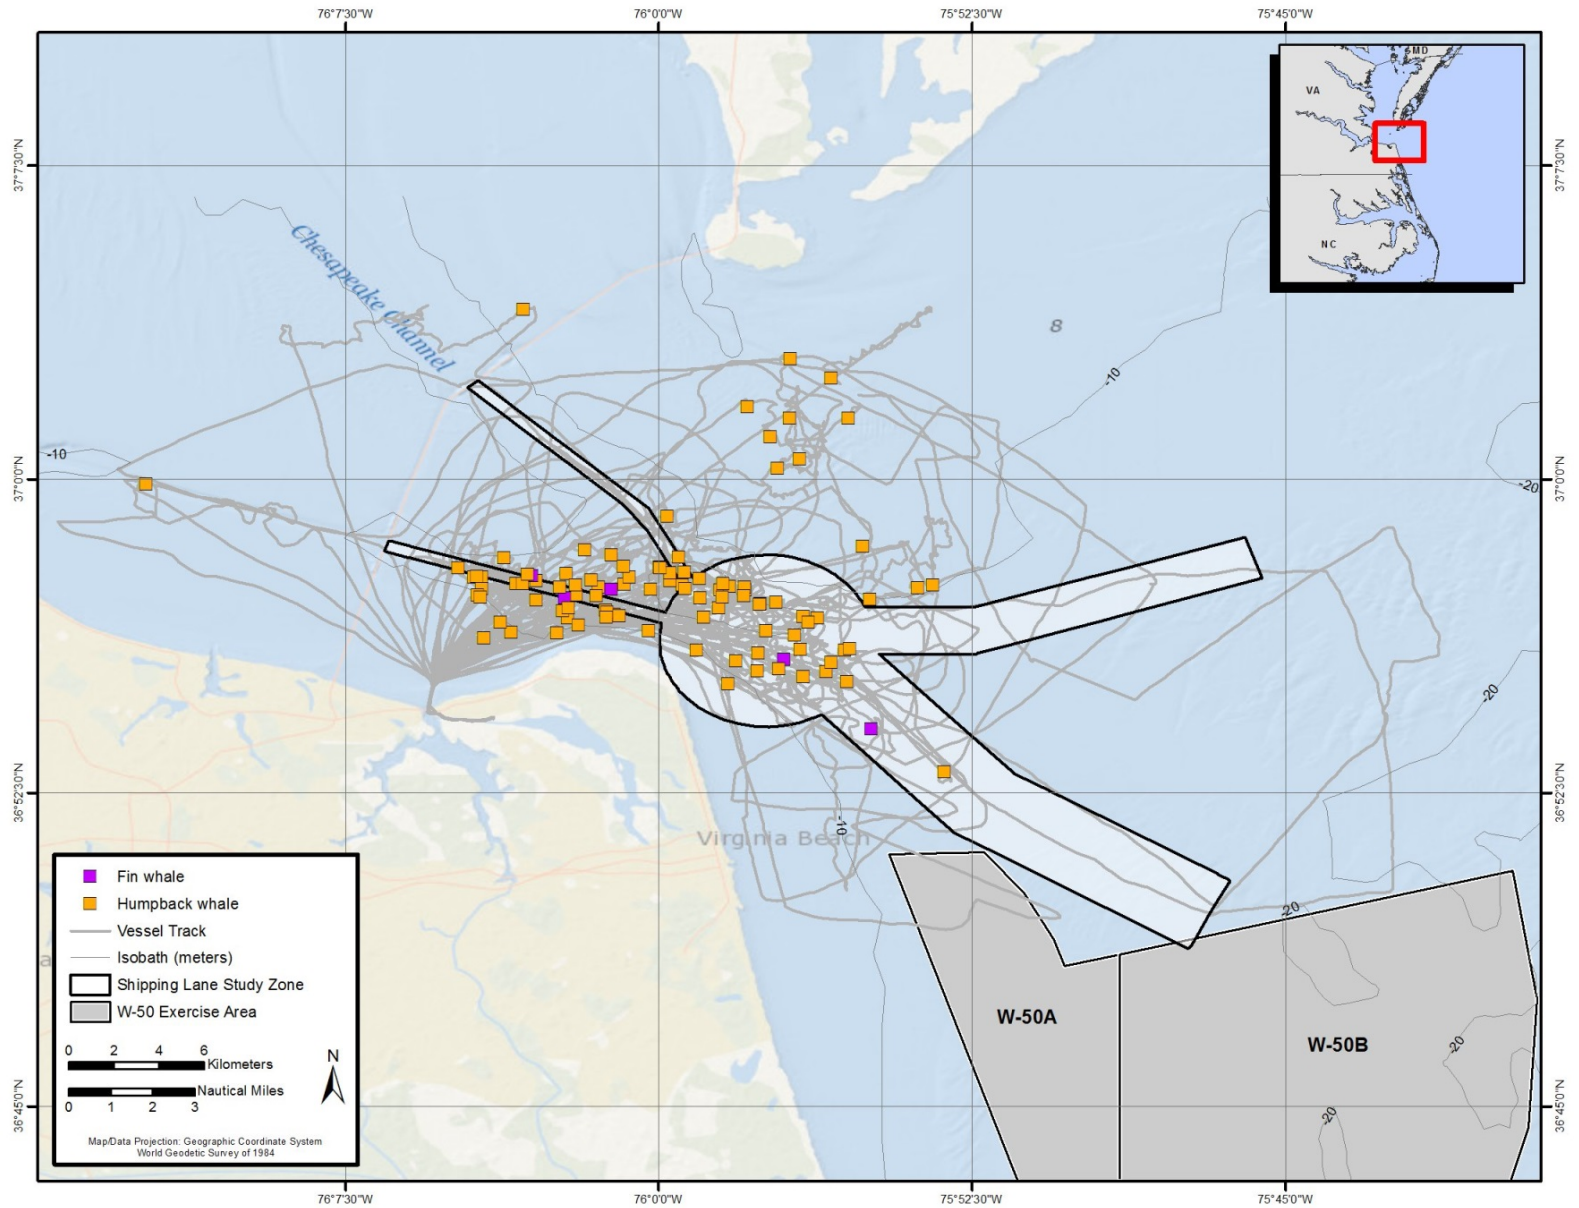 76°7'30"W
76°0'0"W
75°52'30"W
75°45'0"W
MD
VA
NC
37°7'30"N
37°7'30"N
Chesapeake Channel
8
-10
-10
37°0'0"N
37°0'0"N
-20
-20
36°52'30"N
36°52'30"N
-10
Virginia Beach
-20
W-50A
W-50B
-20
-20
36°45'0"N
36°45'0"N
Fin whale
Humpback whale
Vessel Track
Isobath (meters)
Shipping Lane Study Zone
W-50 Exercise Area
0 2 4 6
Kilometers
N
Nautical Miles
0 1 2 3
Map/Data Projection: Geographic Coordinate System
World Geodetic Survey of 1984
76°7'30"W
76°0'0"W
75°52'30"W
75°45'0"W